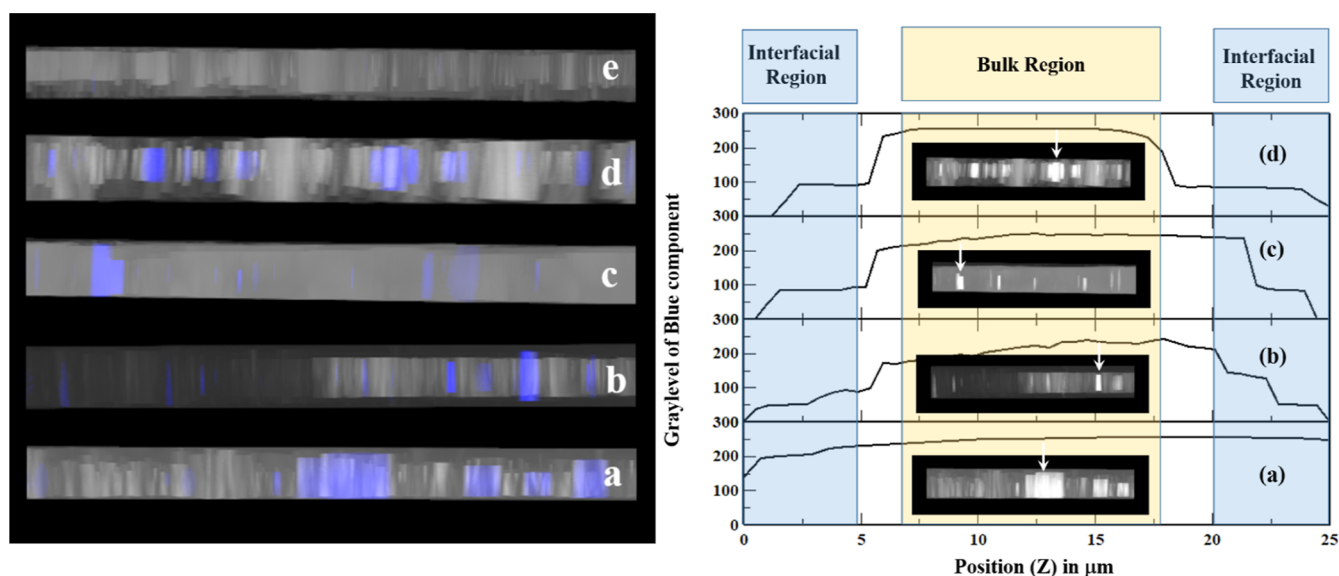 e
d
c
b
a
Interfacial
Region
Bulk Region
Interfacial
Region
300
200
100
300
200
100
300
200
100
300
200
100
0
(d)
(c)
(b)
(a)
Graylevel of Blue component
0 5 10 15 20 25
Position (Z) in μm